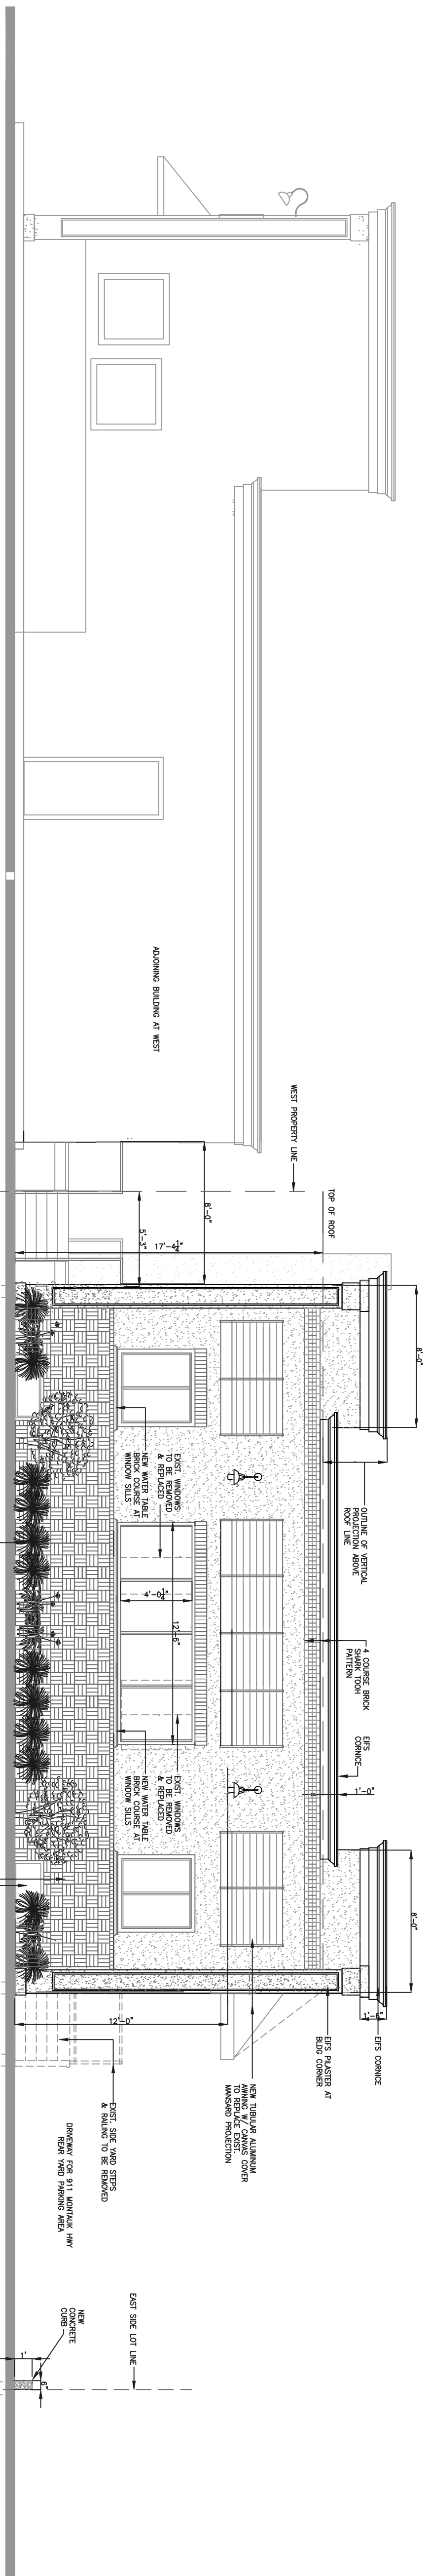 ADJOINING BUILDING AT WEST
WEST PROPERTY LINE
TOP OF ROOF
8'-0"
5'-3"
17'-4¼"
8'-0"
OUTLINE OF VERTICAL
PROJECTION ABOVE
ROOF LINE
4 COURSE BRICK
SHARK TOOH
PATTERN
EIFS
CORNICE
1'-0"
8'-0"
1'-6"
EIFS CORNICE
EIFS PILASTER AT
BLDG CORNER
EXIST. WINDOWS
TO BE REMOVED
& REPLACED
NEW WATER TABLE
BRICK COURSE AT
WINDOW SILLS
4'-0½"
12'-6"
EXIST. WINDOWS
TO BE REMOVED
& REPLACED
NEW WATER TABLE
BRICK COURSE AT
WINDOW SILLS
NEW TUBULAR ALUMINUM
AWNING W/ CANVAS COVER
TO REPLACE EXIST.
MANSARD PROJECTION
12'-0"
EXIST. SIDE YARD STEPS
& RAILING TO BE REMOVED
DRIVEWAY FOR 911 MONTAUK HWY
REAR YARD PARKING AREA
EAST SIDE LOT LINE
NEW
CONCRETE
CURB
1'
6"